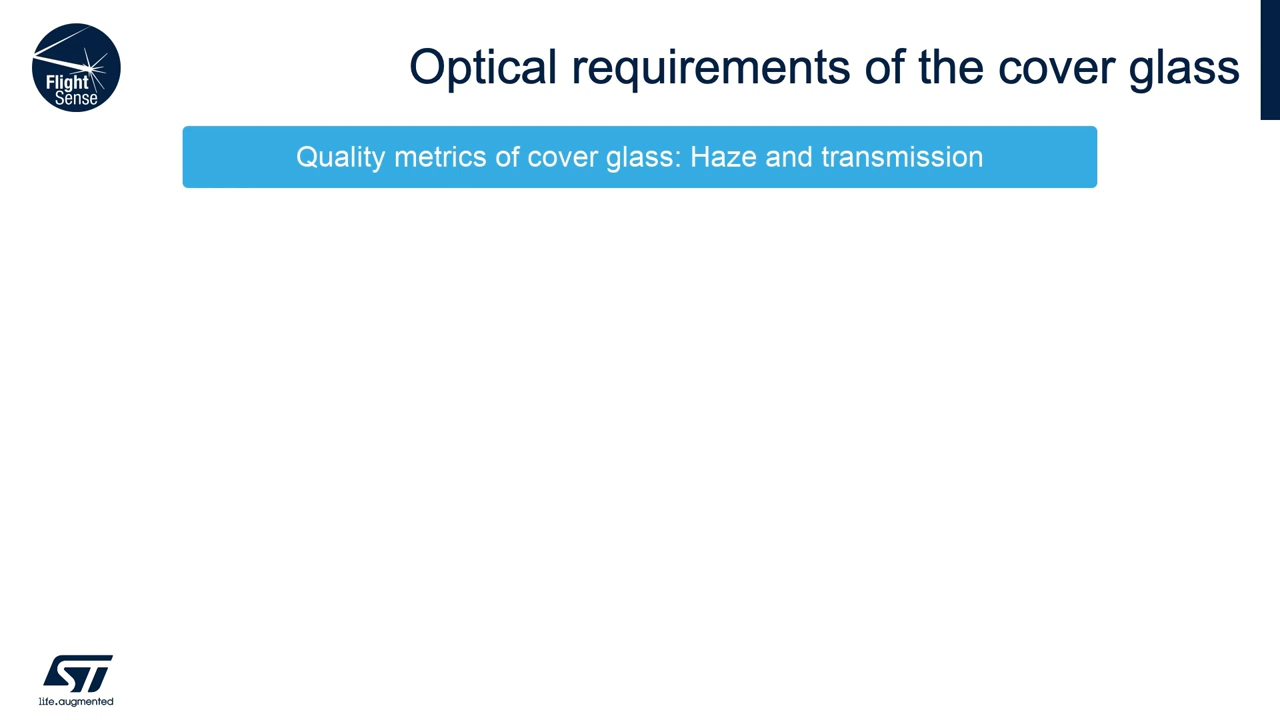 Flight
Sense
Optical requirements of the cover glass
Quality metrics of cover glass: Haze and transmission
ST
life.augmented